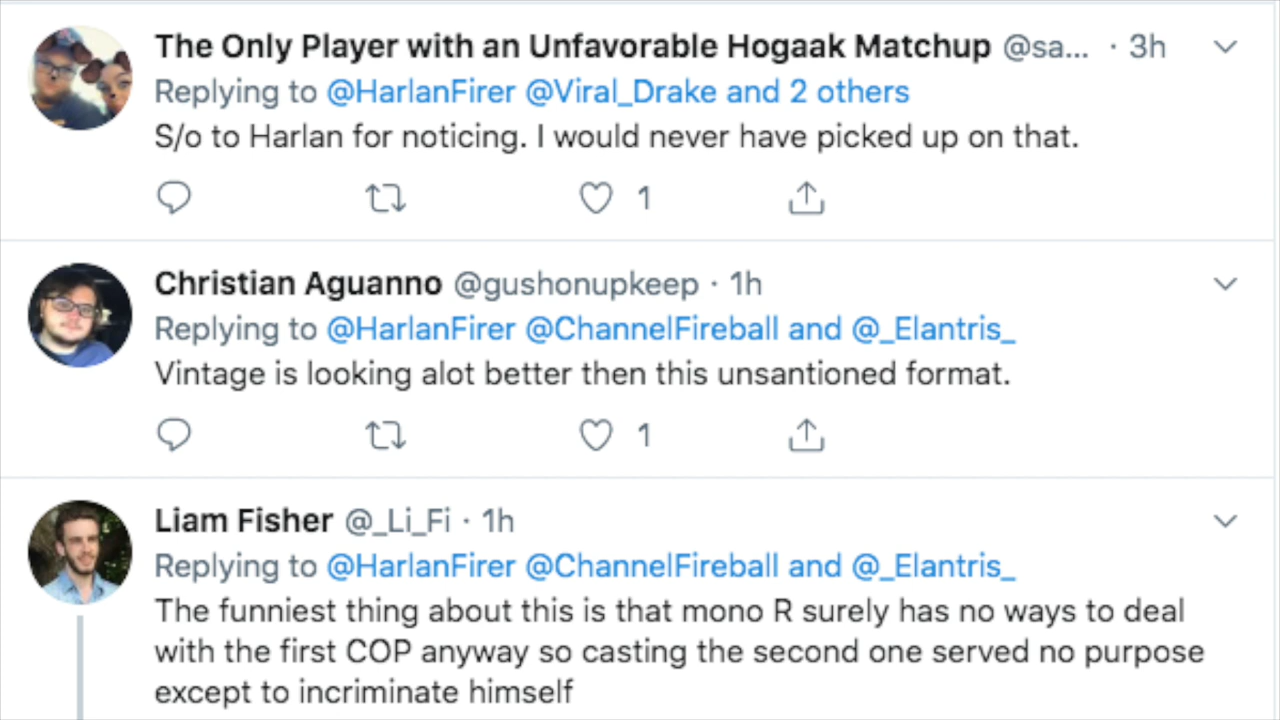 The Only Player with an Unfavorable Hogaak Matchup @sa... · 3h
Replying to @HarlanFirer @Viral_Drake and 2 others
S/o to Harlan for noticing. I would never have picked up on that.
1
Christian Aguanno @gushonupkeep · 1h
Replying to @HarlanFirer @ChannelFireball and @_Elantris_
Vintage is looking alot better then this unsantioned format.
1
Liam Fisher @_Li_Fi · 1h
Replying to @HarlanFirer @ChannelFireball and @_Elantris_
The funniest thing about this is that mono R surely has no ways to deal
with the first COP anyway so casting the second one served no purpose
except to incriminate himself